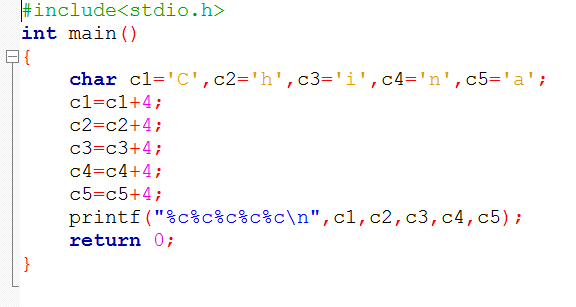 #include<stdio.h>
int main()
{
char c1='C',c2='h',c3='i',c4='n',c5='a';
c1=c1+4;
c2=c2+4;
c3=c3+4;
c4=c4+4;
c5=c5+4;
printf("%c%c%c%c%c\n",c1,c2,c3,c4,c5);
return 0;
}